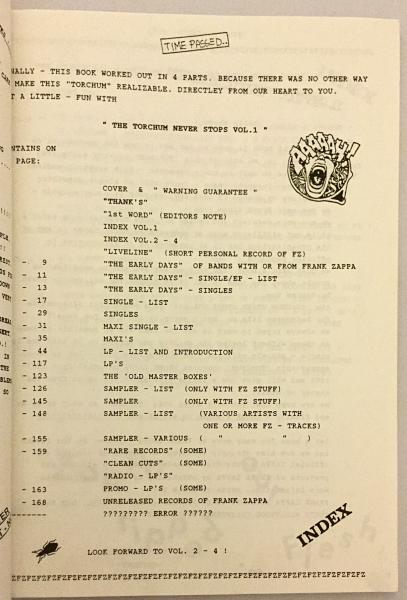 TIME PASSED..
NALLY - THIS BOOK WORKED OUT IN 4 PARTS. BECAUSE THERE WAS NO OTHER WAY
MAKE THIS "TORCHUM" REALIZABLE. DIRECTLEY FROM OUR HEART TO YOU.
T A LITTLE - FUN WITH
" THE TORCHUM NEVER STOPS VOL.1 "
AAAAAH!
NTAINS ON
PAGE:
COVER & " WARNING GUARANTEE "
"THANK'S"
"1st WORD" (EDITORS NOTE)
INDEX VOL.1
INDEX VOL.2 - 4
"LIVELINE" (SHORT PERSONAL RECORD OF FZ)
- 9 "THE EARLY DAYS" OF BANDS WITH OR FROM FRANK ZAPPA
- 11 "THE EARLY DAYS" - SINGLE/EP - LIST
- 13 "THE EARLY DAYS" - SINGLES
- 17 SINGLE - LIST
- 29 SINGLES
- 31 MAXI SINGLE - LIST
- 35 MAXI'S
- 44 LP - LIST AND INTRODUCTION
- 117 LP'S
- 123 THE 'OLD MASTER BOXES'
- 126 SAMPLER - LIST (ONLY WITH FZ STUFF)
- 145 SAMPLER (ONLY WITH FZ STUFF)
- 148 SAMPLER - LIST (VARIOUS ARTISTS WITH
ONE OR MORE FZ - TRACKS)
- 155 SAMPLER - VARIOUS ( " " )
- 159 "RARE RECORDS" (SOME)
"CLEAN CUTS" (SOME)
"RADIO - LP'S"
- 163 PROMO - LP'S (SOME)
- 168 UNRELEASED RECORDS OF FRANK ZAPPA
-------- ????????? ERROR ??????
INDEX
LOOK FORWARD TO VOL. 2 - 4 !
ZFZFZFZFZFZFZFZFZFZFZFZFZFZFZFZFZFZFZFZFZFZFZFZFZFZFZFZFZFZFZFZFZFZFZ